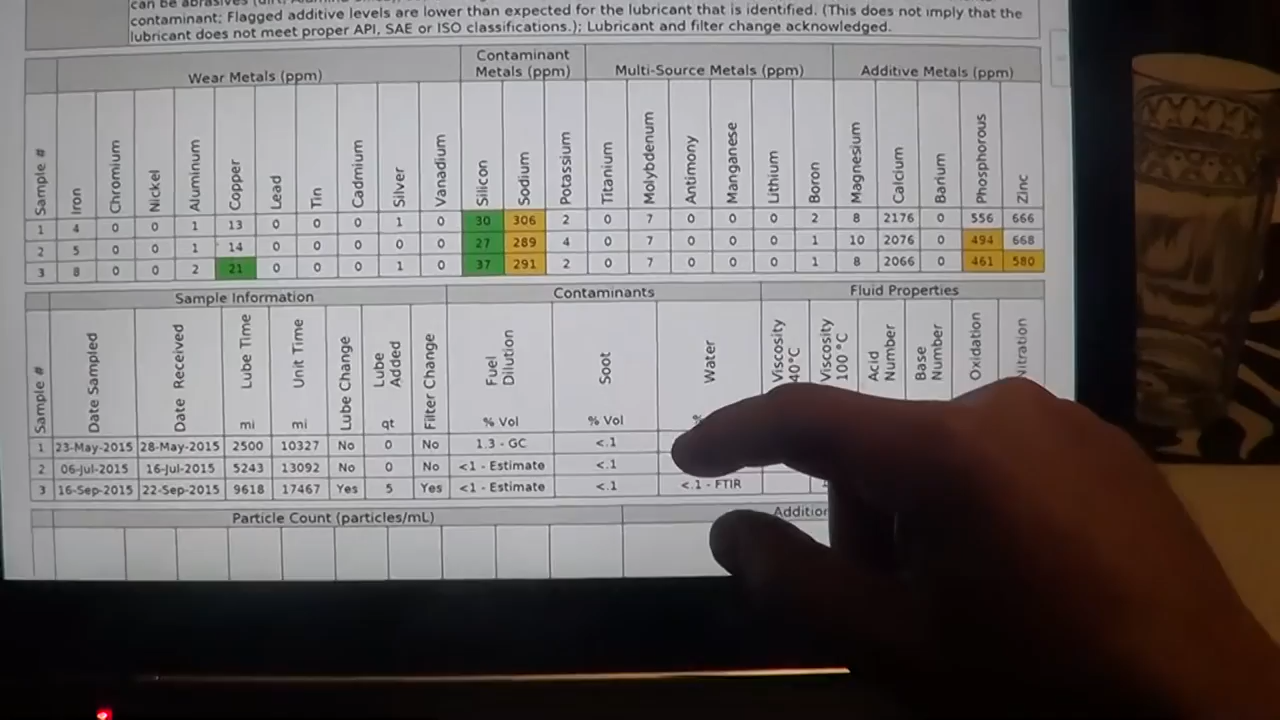 contaminant; Flagged additive levels are lower than expected for the lubricant that is identified. (This does not imply that the
lubricant does not meet proper API, SAE or ISO classifications.); Lubricant and filter change acknowledged.
Wear Metals (ppm) Contaminant Metals (ppm) Multi-Source Metals (ppm) Additive Metals (ppm)
Sample # Iron Chromium Nickel Aluminum Copper Lead Tin Cadmium Silver Vanadium Silicon Sodium Potassium Titanium Molybdenum Antimony Manganese Lithium Boron Magnesium Calcium Barium Phosphorous Zinc
1 4 0 0 1 13 0 0 0 1 0 30 306 2 0 7 0 0 0 2 8 2176 0 556 666
2 5 0 0 1 14 0 0 0 0 0 27 289 4 0 7 0 0 0 1 10 2076 0 494 668
3 8 0 0 2 21 0 0 0 1 0 37 291 2 0 7 0 0 0 1 8 2066 0 461 580
Sample Information Contaminants Fluid Properties
Sample # Date Sampled Date Received Lube Time Unit Time Lube Change Lube Added Filter Change Fuel Dilution Soot Water Viscosity 40°C Viscosity 100 °C Acid Number Base Number Oxidation Nitration
mi mi qt % Vol % Vol
1 23-May-2015 28-May-2015 2500 10327 No 0 No 1.3 - GC <.1
2 06-Jul-2015 16-Jul-2015 5243 13092 No 0 No <1 - Estimate <.1
3 16-Sep-2015 22-Sep-2015 9618 17467 Yes 5 Yes <1 - Estimate <.1 <.1 - FTIR
Particle Count (particles/mL)